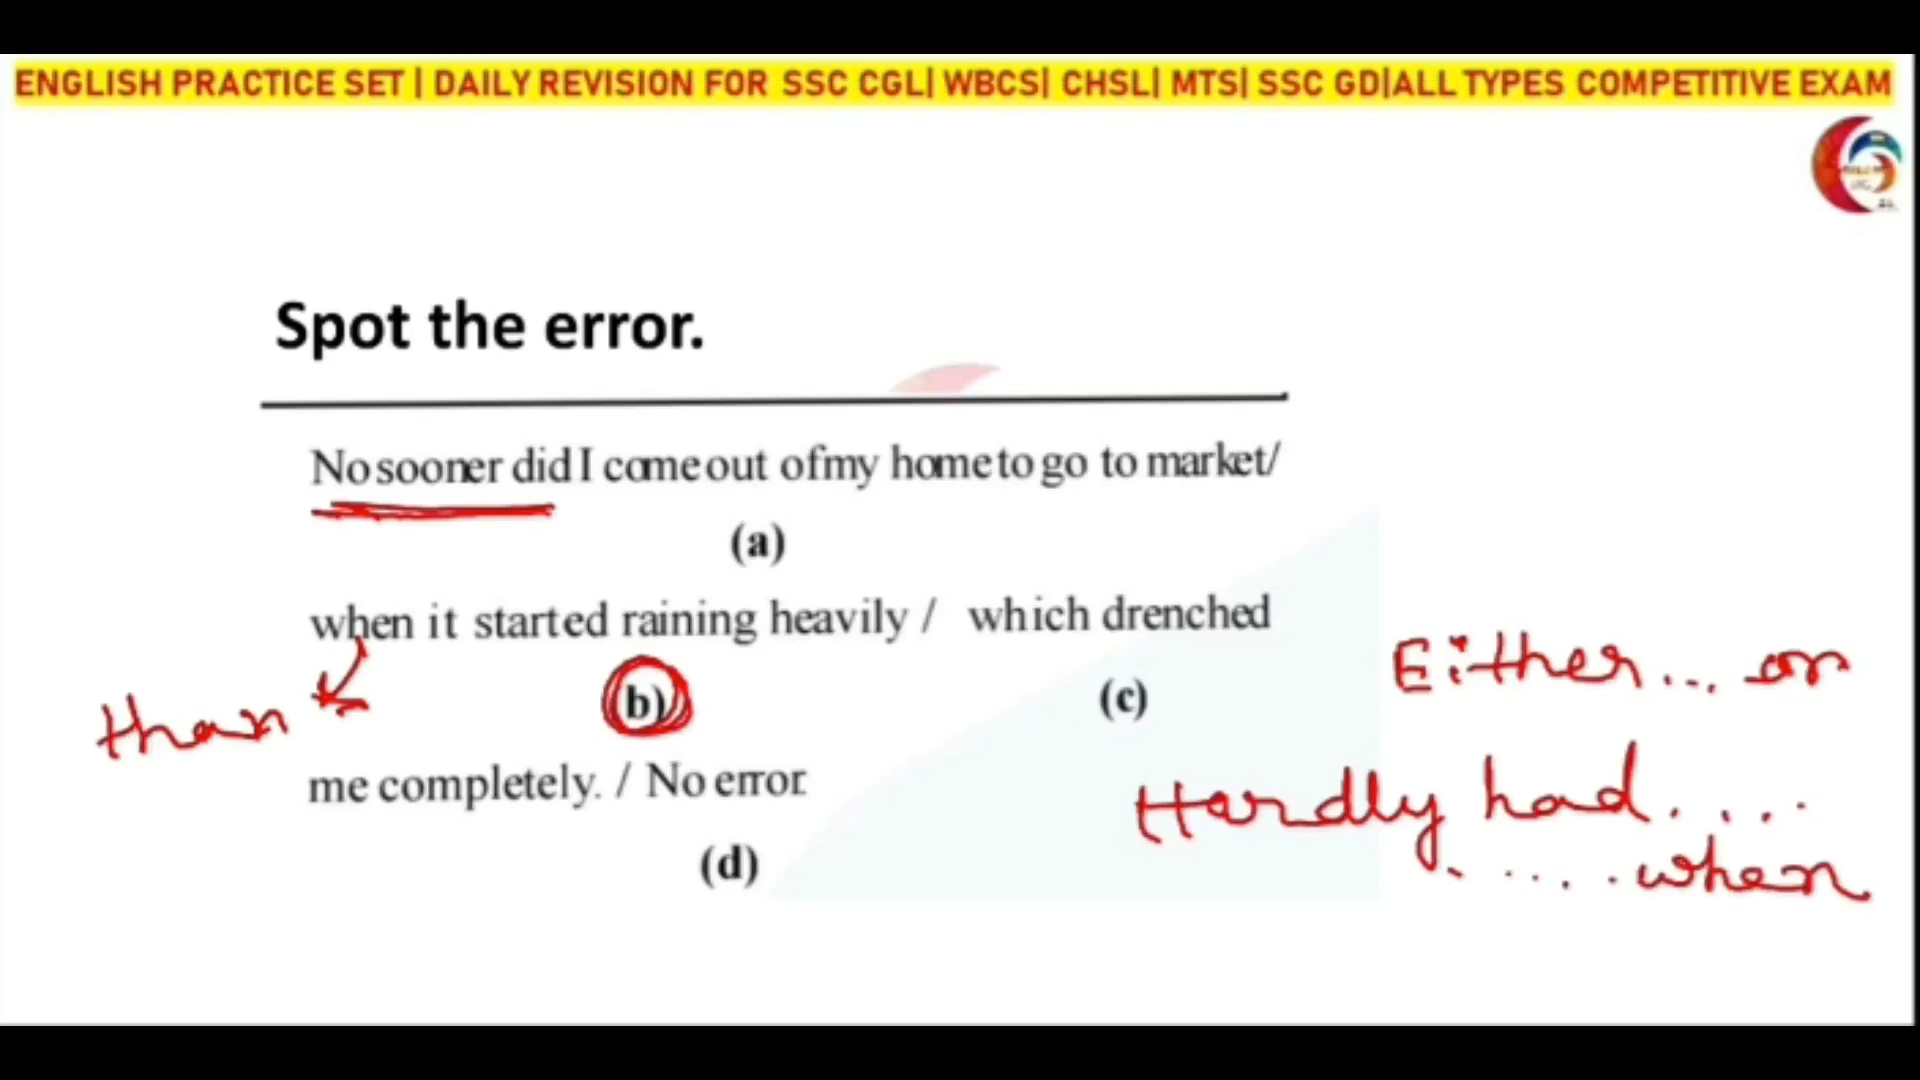 ENGLISH PRACTICE SET | DAILY REVISION FOR SSC CGL| WBCS| CHSL| MTS| SSC GD|ALL TYPES COMPETITIVE EXAM
Spot the error.
No sooner did I come out of my home to go to market/
(a)
when it started raining heavily / which drenched
Either... or
than
b)
(c)
me completely. / No error
Hardly had....
.....when
(d)